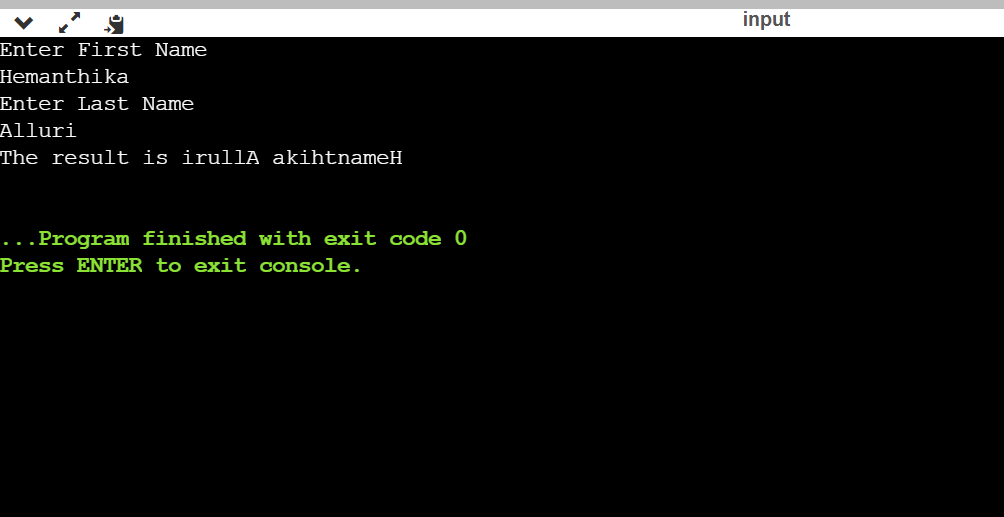 input
Enter First Name
Hemanthika
Enter Last Name
Alluri
The result is irullA akihtnameH
...Program finished with exit code 0
Press ENTER to exit console.